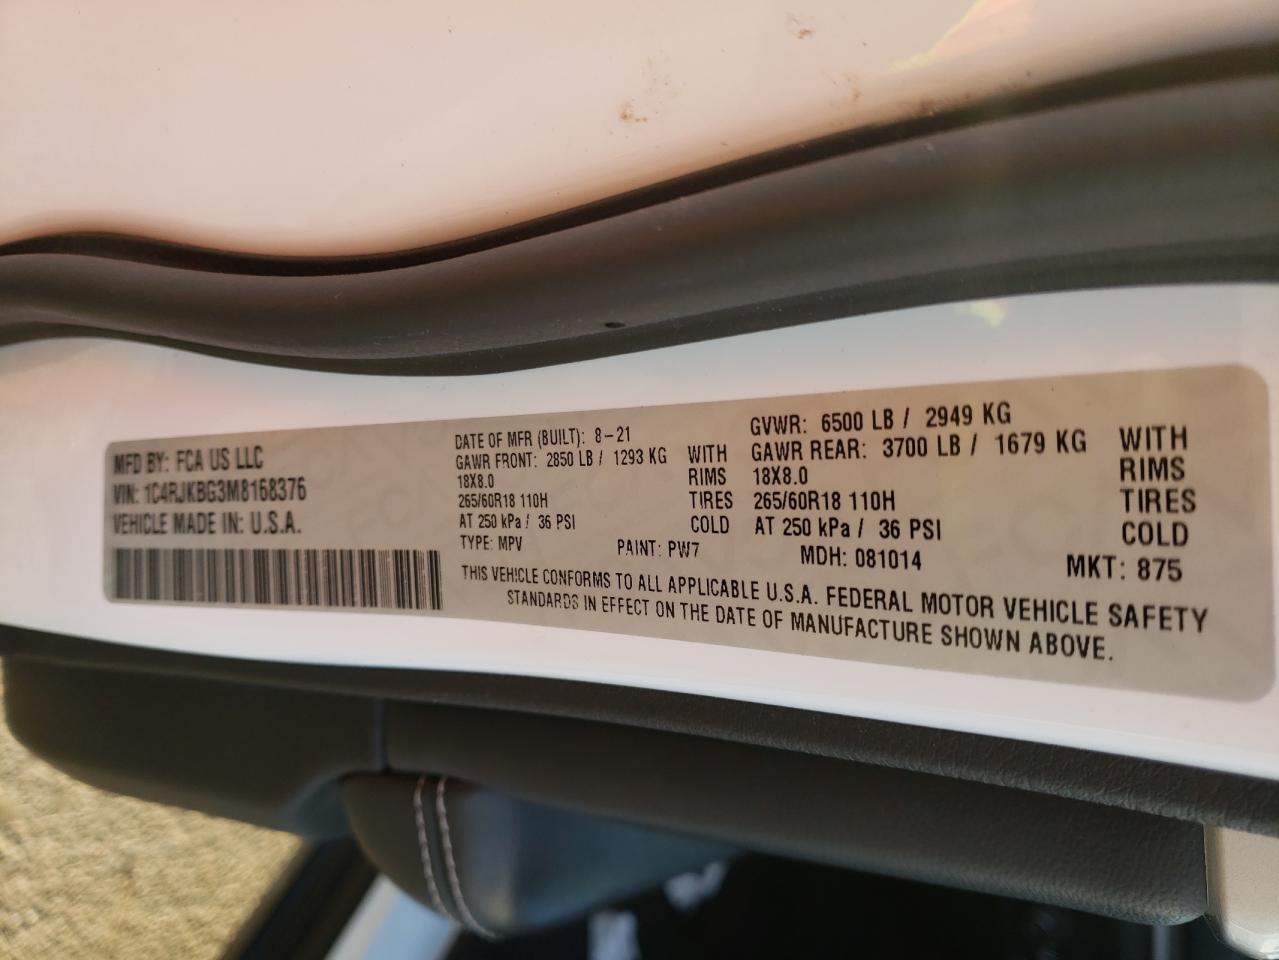 MFD BY: FCA US LLC
VIN: 1C4RJKBG3M8168376
VEHICLE MADE IN: U.S.A.
DATE OF MFR (BUILT): 8-21
GAWR FRONT: 2850 LB / 1293 KG WITH
18X8.0 RIMS
265/60R18 110H TIRES
AT 250 kPa / 36 PSI COLD
GVWR: 6500 LB / 2949 KG
GAWR REAR: 3700 LB / 1679 KG WITH
18X8.0 RIMS
265/60R18 110H TIRES
AT 250 kPa / 36 PSI COLD
TYPE: MPV PAINT: PW7 MDH: 081014 MKT: 875
THIS VEHICLE CONFORMS TO ALL APPLICABLE U.S.A. FEDERAL MOTOR VEHICLE SAFETY
STANDARDS IN EFFECT ON THE DATE OF MANUFACTURE SHOWN ABOVE.